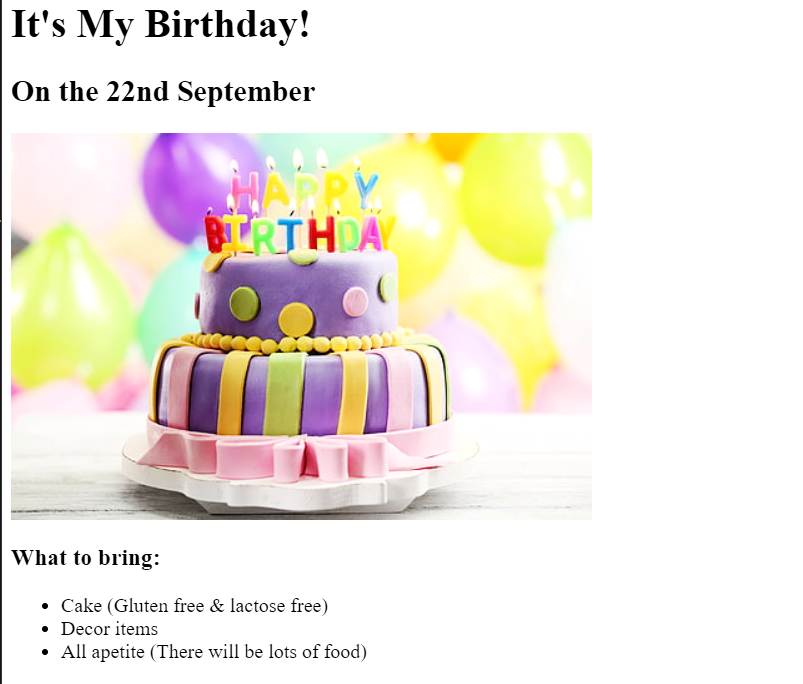 It's My Birthday!
On the 22nd September
HAPPY
BIRTHDAY
What to bring:
Cake (Gluten free & lactose free)
Decor items
All apetite (There will be lots of food)